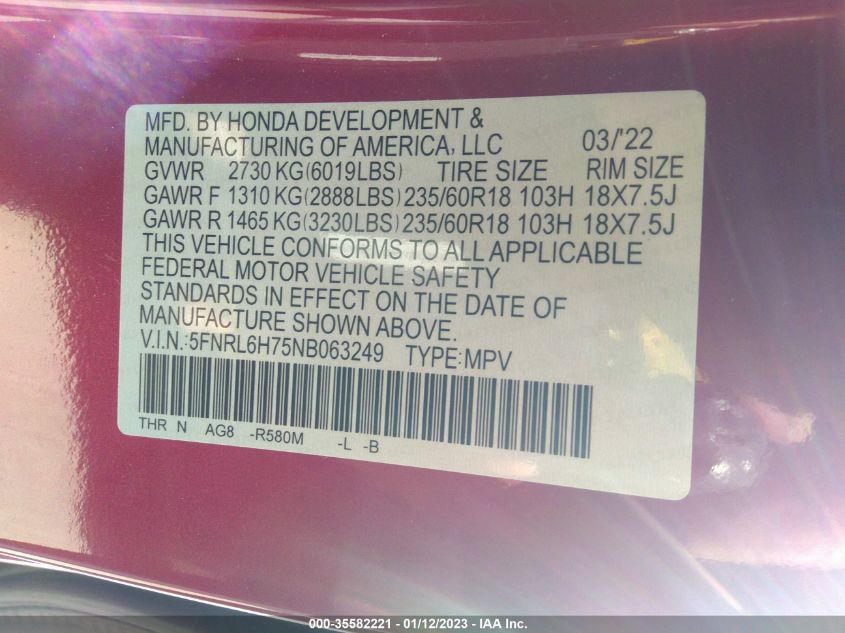 MFD. BY HONDA DEVELOPMENT &
MANUFACTURING OF AMERICA, LLC 03/'22
GVWR 2730 KG(6019LBS) TIRE SIZE RIM SIZE
GAWR F 1310 KG(2888LBS) 235/60R18 103H 18X7.5J
GAWR R 1465 KG(3230LBS) 235/60R18 103H 18X7.5J
THIS VEHICLE CONFORMS TO ALL APPLICABLE
FEDERAL MOTOR VEHICLE SAFETY
STANDARDS IN EFFECT ON THE DATE OF
MANUFACTURE SHOWN ABOVE.
V.I.N.:5FNRL6H75NB063249 TYPE:MPV
THR N AG8 -R580M -L -B
000-35582221 - 01/12/2023 - IAA Inc.